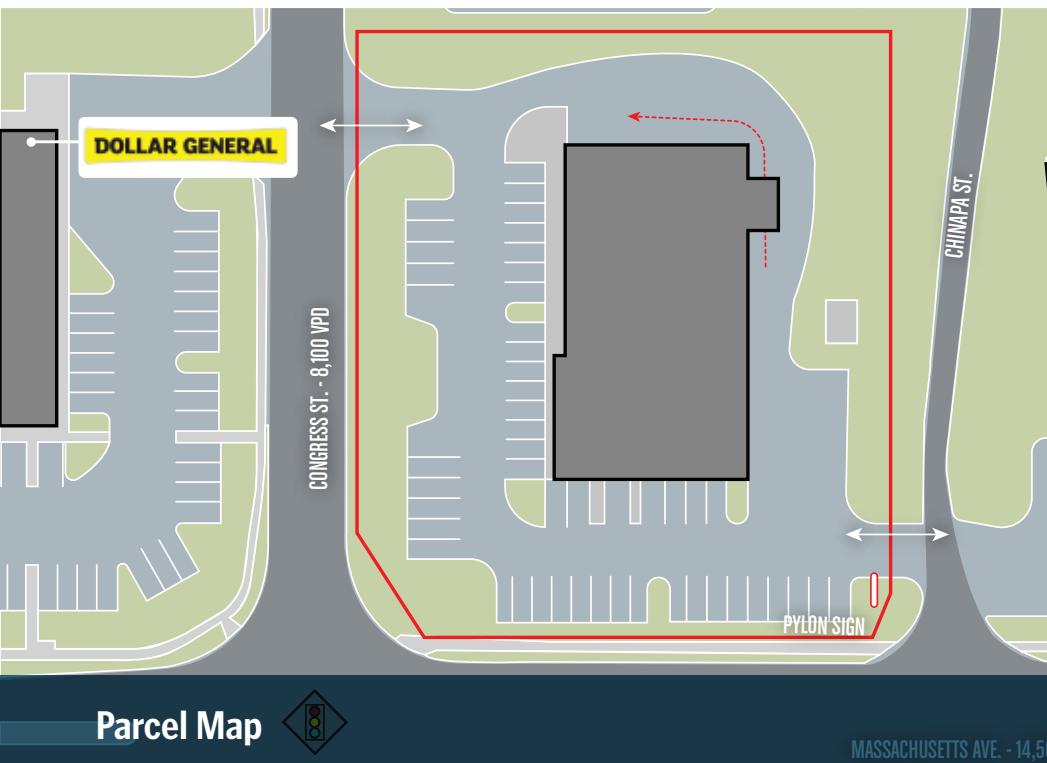 DOLLAR GENERAL
CHINAPA ST.
CONGRESS ST. - 8,100 VPD
PYLON SIGN
Parcel Map
MASSACHUSETTS AVE. - 14,5